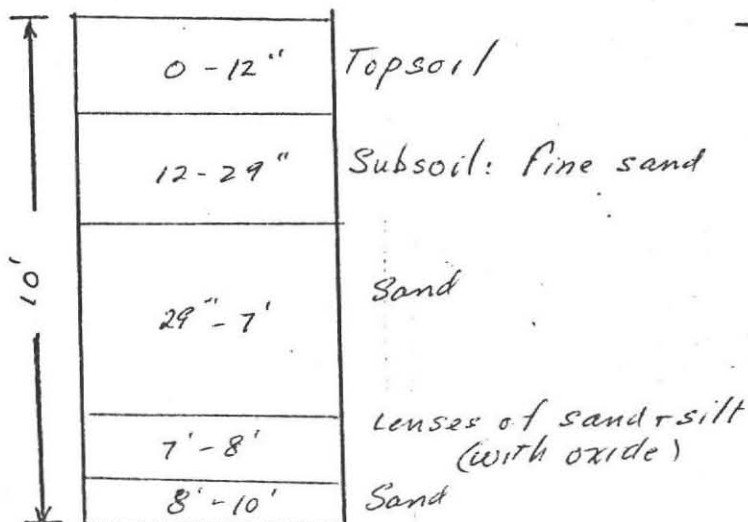 0 - 12" Topsoil
12 - 29" Subsoil: fine sand
10'
29" - 7' Sand
7' - 8' Lenses of sand + silt
(with oxide)
8' - 10' Sand